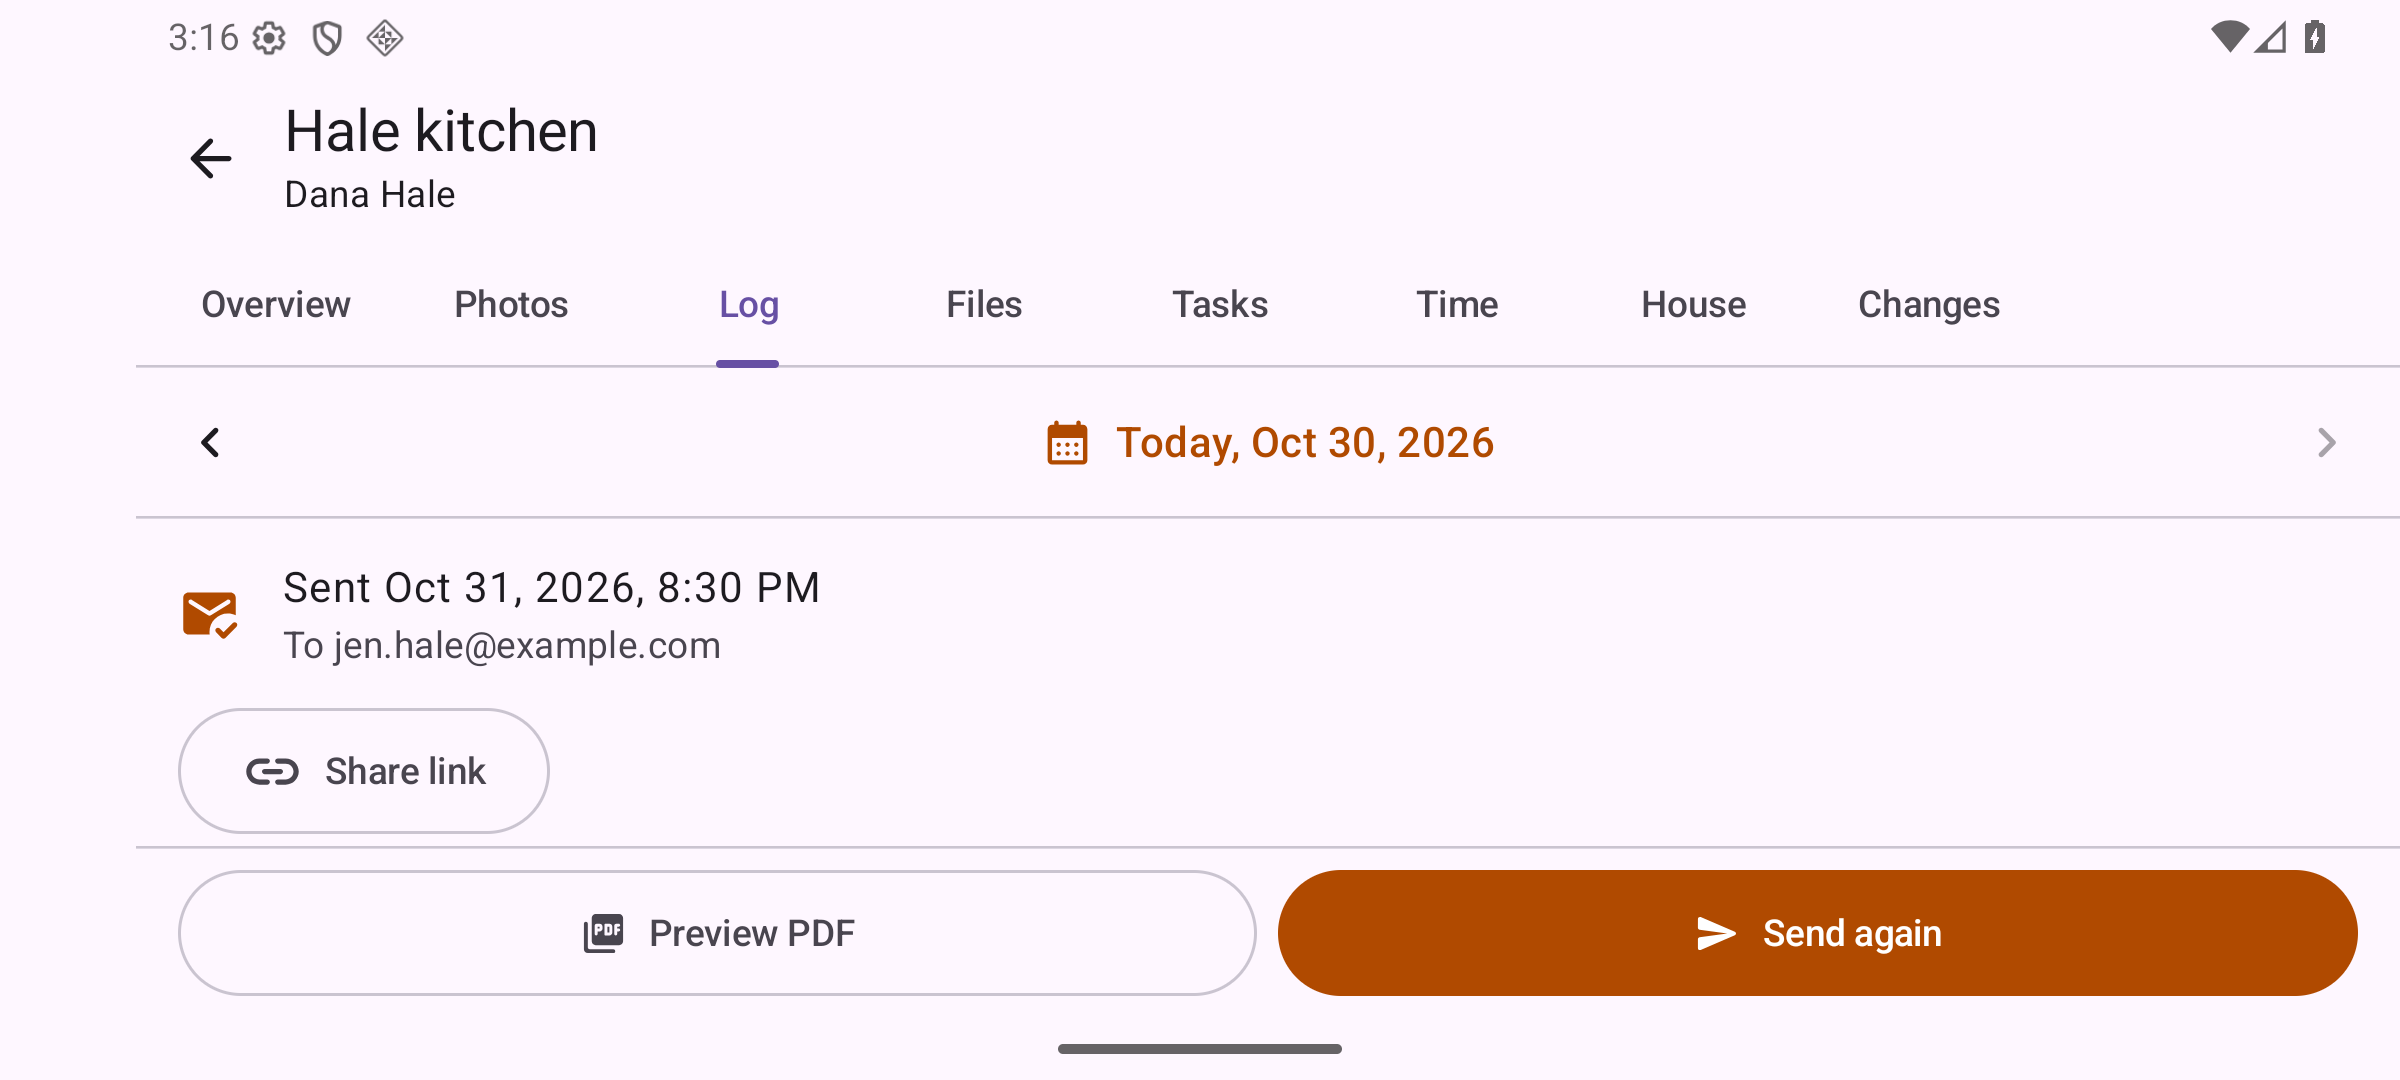 3:16
Hale kitchen
Dana Hale
Overview Photos Log Files Tasks Time House Changes
Today, Oct 30, 2026
Sent Oct 31, 2026, 8:30 PM
To jen.hale@example.com
Share link
PDF Preview PDF Send again